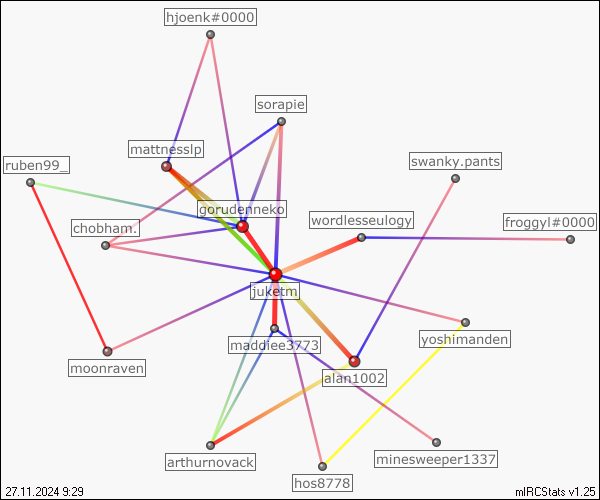 hjoenk#0000
sorapie
mattnesslp
swanky.pants
ruben99_
gorudenneko
wordlesseulogy
froggyl#0000
chobham.
juketm
yoshimanden
maddiee3773
moonraven
alan1002
arthurnovack
minesweeper1337
hos8778
27.11.2024 9:29
mIRCStats v1.25